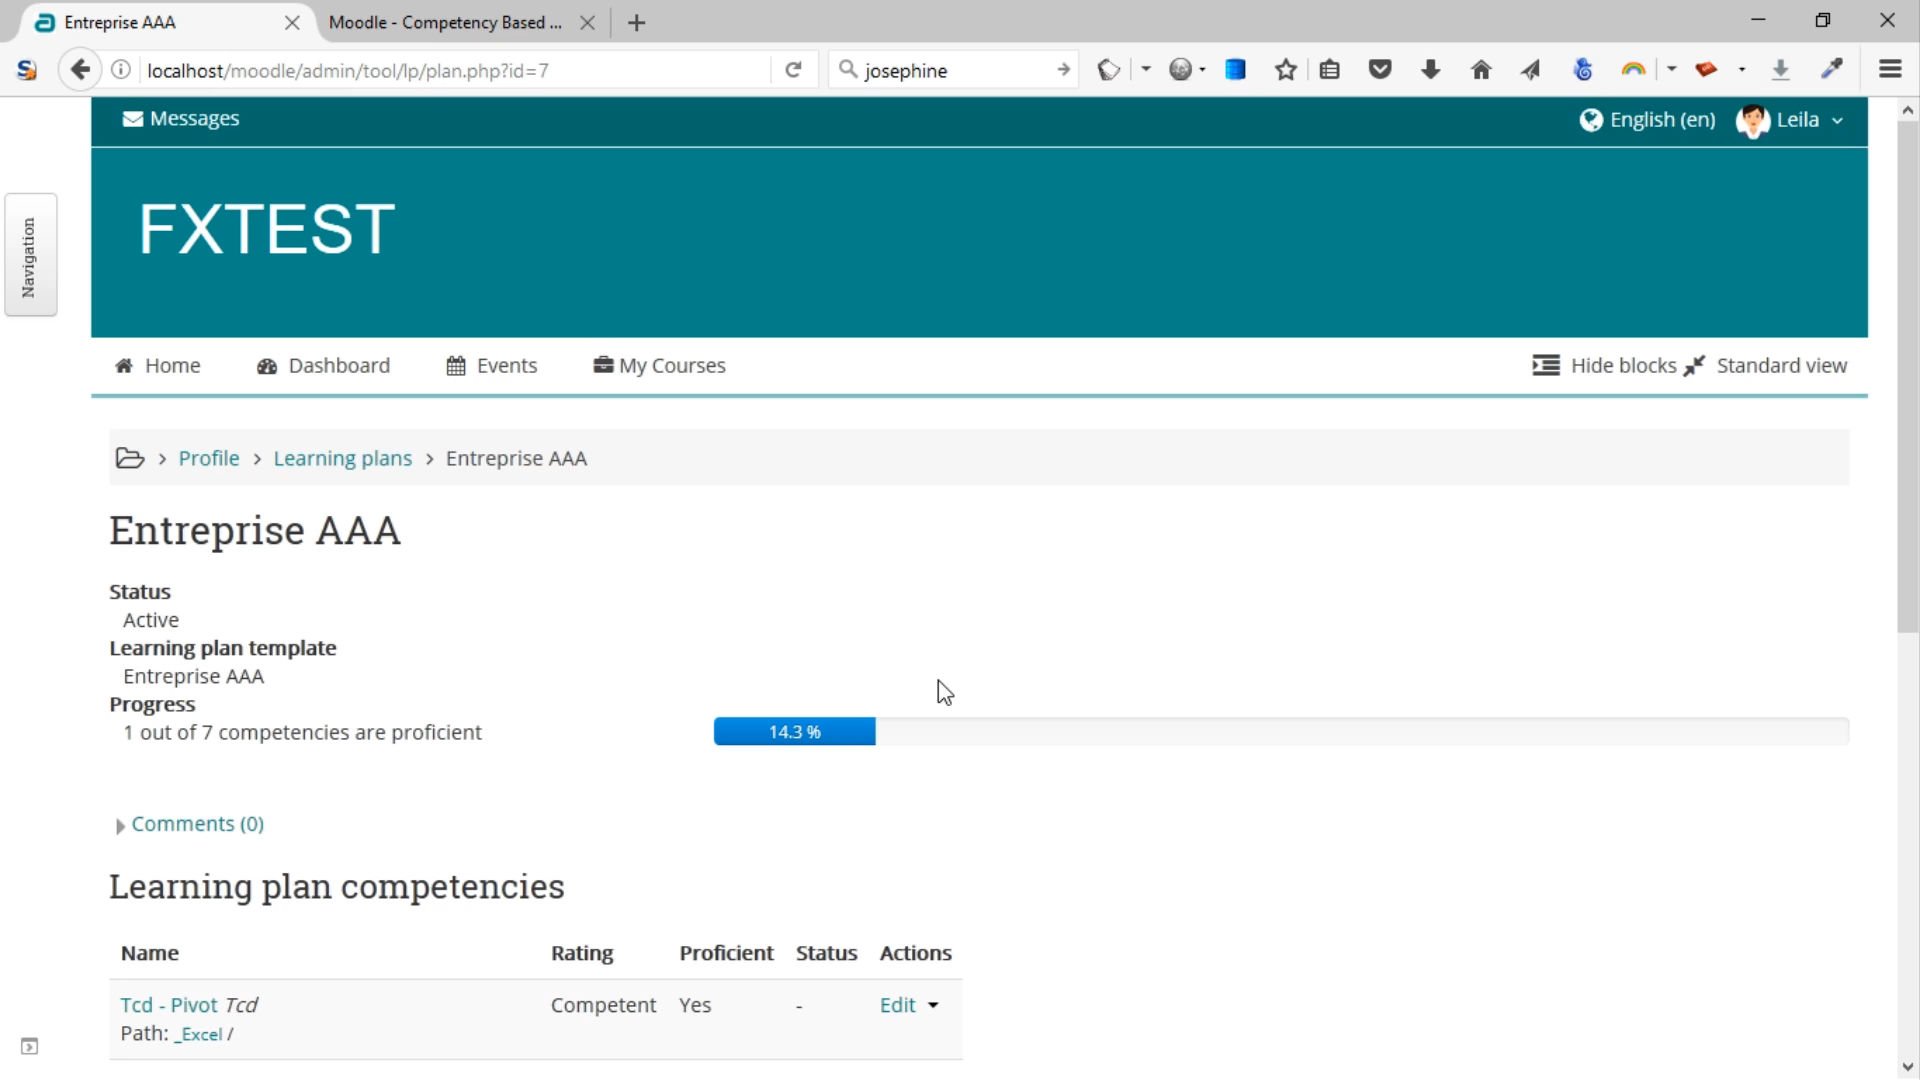 Entreprise AAA
Moodle - Competency Based ...
localhost/moodle/admin/tool/lp/plan.php?id=7
josephine
Messages
English (en)
Leila
Navigation
FXTEST
Home
Dashboard
Events
My Courses
Hide blocks
Standard view
Profile > Learning plans > Entreprise AAA
Entreprise AAA
Status
Active
Learning plan template
Entreprise AAA
Progress
1 out of 7 competencies are proficient
14.3 %
Comments (0)
Learning plan competencies
Name Rating Proficient Status Actions
Tcd - Pivot Tcd Competent Yes - Edit
Path: _Excel /